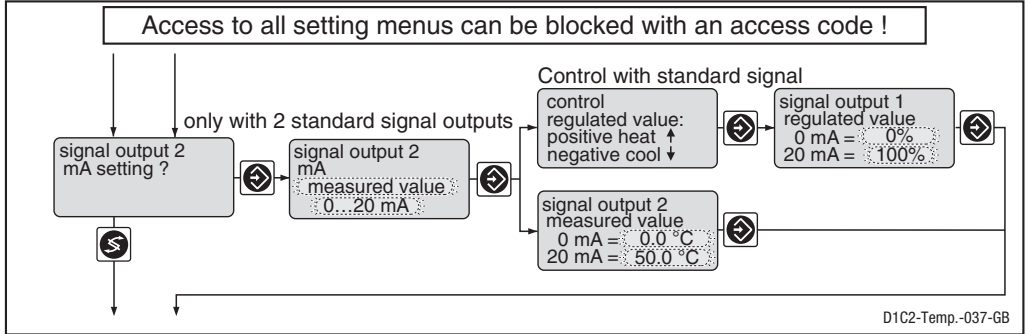 Access to all setting menus can be blocked with an access code !
Control with standard signal
only with 2 standard signal outputs
signal output 2
mA setting ?
signal output 2
mA
measured value
0...20 mA
control
regulated value:
positive heat ↑
negative cool ↓
signal output 1
regulated value
0 mA = 0%
20 mA = 100%
signal output 2
measured value
0 mA = 0.0 °C
20 mA = 50.0 °C
D1C2-Temp.-037-GB